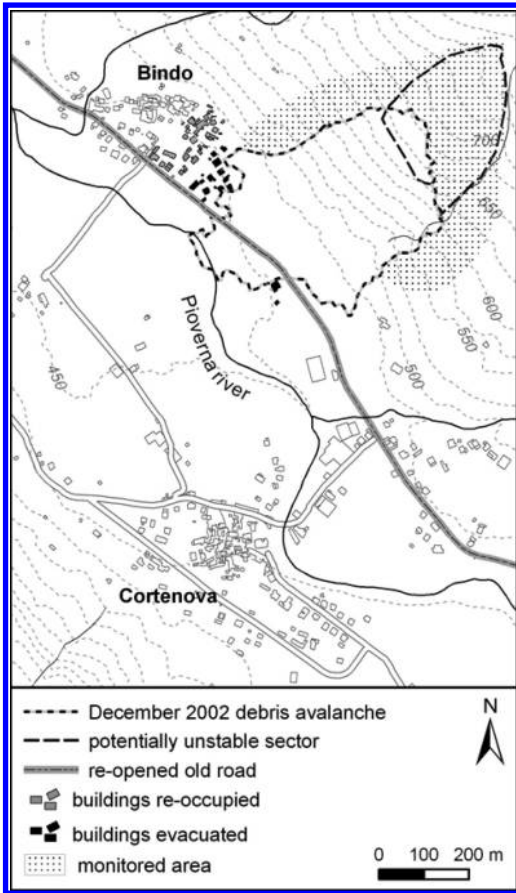 Bindo
700
650
600
550
500
450
Pioverna river
Cortenova
December 2002 debris avalanche
potentially unstable sector
re-opened old road
buildings re-occupied
buildings evacuated
monitored area
N
0 100 200 m